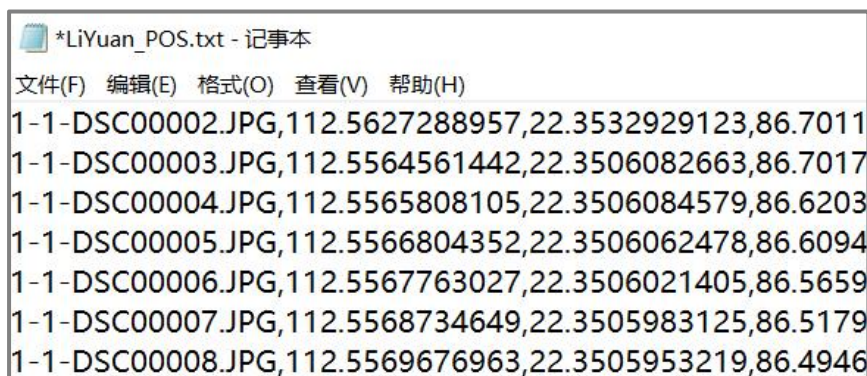 *LiYuan_POS.txt - 记事本
文件(F) 编辑(E) 格式(O) 查看(V) 帮助(H)
1-1-DSC00002.JPG,112.5627288957,22.3532929123,86.7011
1-1-DSC00003.JPG,112.5564561442,22.3506082663,86.7017
1-1-DSC00004.JPG,112.5565808105,22.3506084579,86.6203
1-1-DSC00005.JPG,112.5566804352,22.3506062478,86.6094
1-1-DSC00006.JPG,112.5567763027,22.3506021405,86.5659
1-1-DSC00007.JPG,112.5568734649,22.3505983125,86.5179
1-1-DSC00008.JPG,112.5569676963,22.3505953219,86.4946